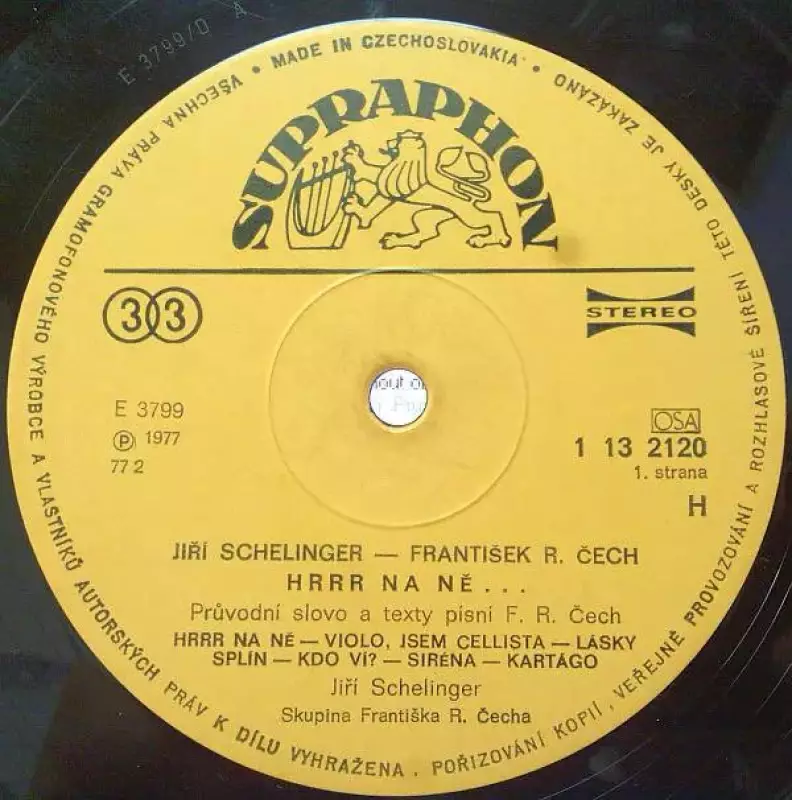 E 3799/D A
• MADE IN CZECHOSLOVAKIA •
VŠECHNA PRÁVA GRAMOFONOVÉHO VÝROBCE A VLASTNÍKŮ AUTORSKÝCH PRÁV K DÍLU VYHRAŽENA. POŘIZOVÁNÍ KOPIÍ, VEŘEJNÉ PROVOZOVÁNÍ A ROZHLASOVÉ ŠÍŘENÍ TÉTO DESKY JE ZAKÁZÁNO
SUPRAPHON
33
STEREO
E 3799
Ⓟ 1977
77 2
OSA
1 13 2120
1. strana
H
JIŘÍ SCHELINGER — FRANTIŠEK R. ČECH
HRRR NA NĚ...
Průvodní slovo a texty písní F. R. Čech
HRRR NA NĚ — VIOLO, JSEM CELLISTA — LÁSKY
SPLÍN — KDO VÍ? — SIRÉNA — KARTÁGO
Jiří Schelinger
Skupina Františka R. Čecha